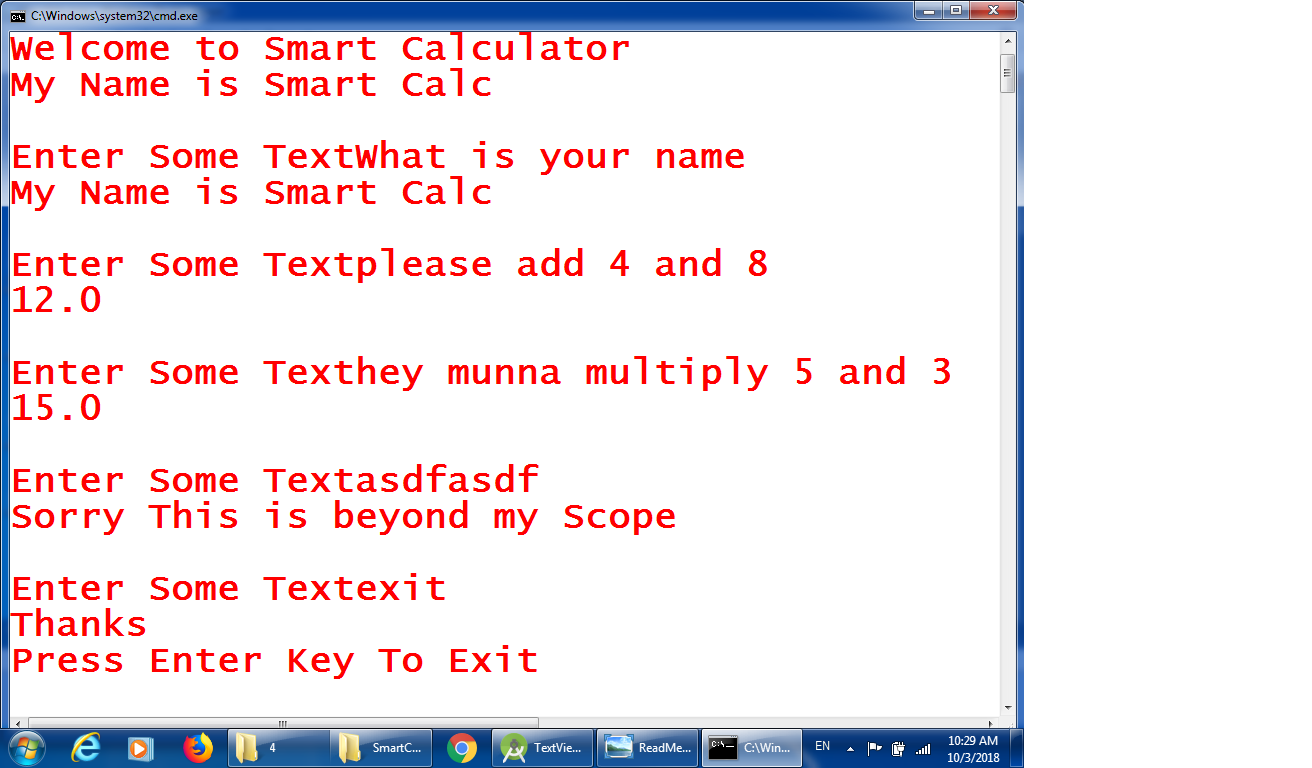 C:\Windows\system32\cmd.exe
Welcome to Smart Calculator
My Name is Smart Calc
Enter Some TextWhat is your name
My Name is Smart Calc
Enter Some Textplease add 4 and 8
12.0
Enter Some Texthey munna multiply 5 and 3
15.0
Enter Some Textasdfasdf
Sorry This is beyond my Scope
Enter Some Textexit
Thanks
Press Enter Key To Exit
4
SmartC...
TextVie...
ReadMe...
C:\Win...
EN
10:29 AM
10/3/2018